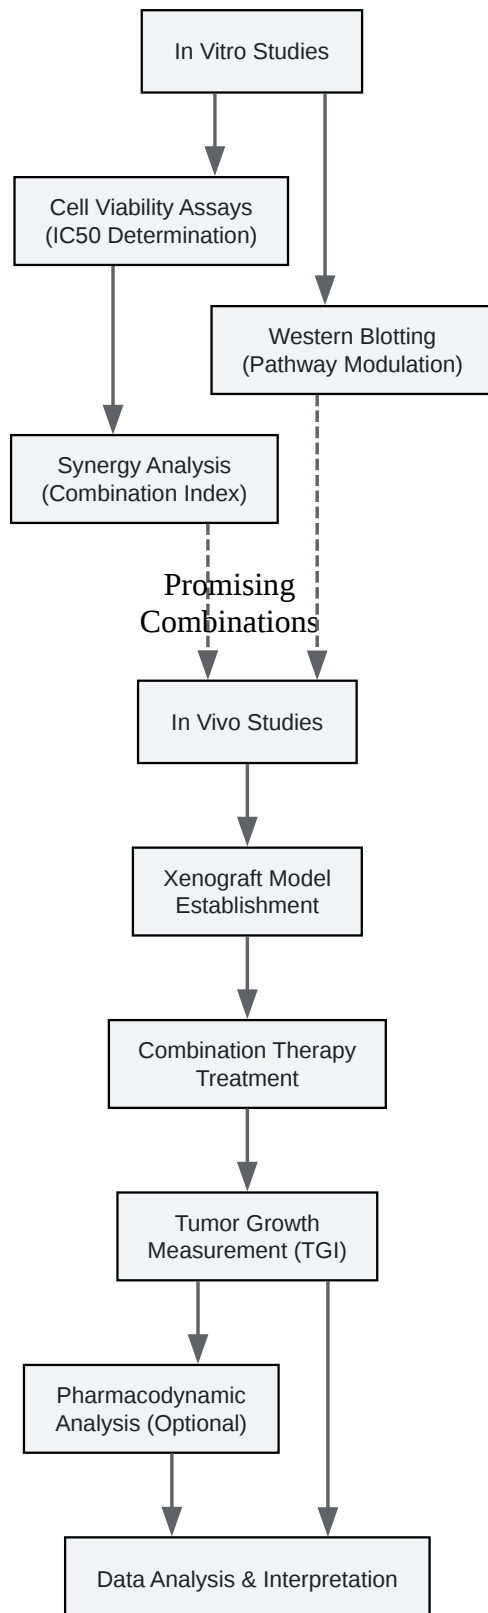 In Vitro Studies
Cell Viability Assays
(IC50 Determination)
Western Blotting
(Pathway Modulation)
Synergy Analysis
(Combination Index)
Promising
Combinations
In Vivo Studies
Xenograft Model
Establishment
Combination Therapy
Treatment
Tumor Growth
Measurement (TGI)
Pharmacodynamic
Analysis (Optional)
Data Analysis & Interpretation